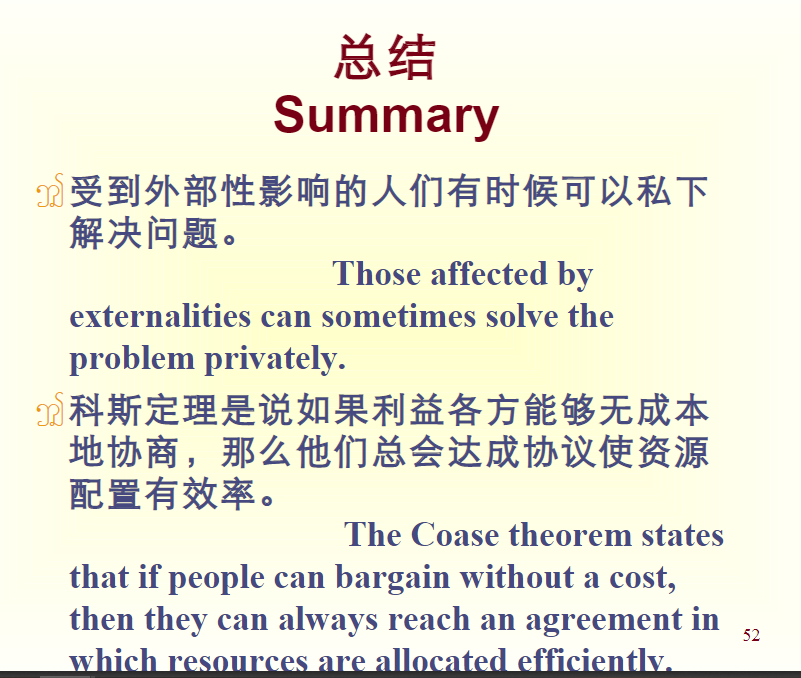 总结
Summary
受到外部性影响的人们有时候可以私下
解决问题。
Those affected by
externalities can sometimes solve the
problem privately.
科斯定理是说如果利益各方能够无成本
地协商，那么他们总会达成协议使资源
配置有效率。
The Coase theorem states
that if people can bargain without a cost,
then they can always reach an agreement in
which resources are allocated efficiently.
52